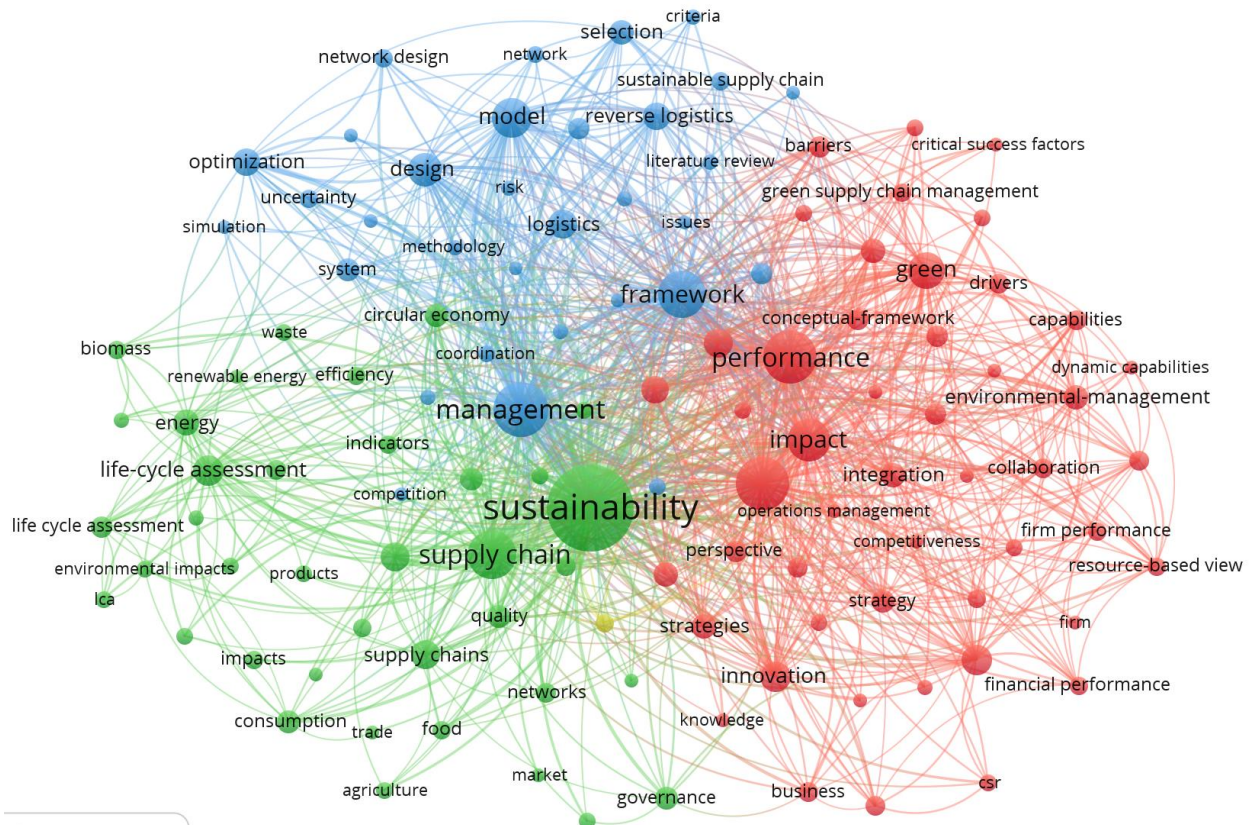 criteria
selection
network
network design
sustainable supply chain
model
reverse logistics
barriers
critical success factors
optimization
design
literature review
risk
uncertainty
green supply chain management
simulation
logistics
issues
methodology
system
green
drivers
framework
circular economy
conceptual-framework
capabilities
waste
biomass
coordination
performance
dynamic capabilities
renewable energy
efficiency
environmental-management
management
energy
indicators
impact
life-cycle assessment
integration
collaboration
competition
sustainability
operations management
life cycle assessment
firm performance
supply chain
perspective
competitiveness
resource-based view
environmental impacts
products
lca
strategy
quality
strategies
firm
impacts
supply chains
innovation
financial performance
networks
consumption
trade
food
knowledge
market
agriculture
governance
business
csr